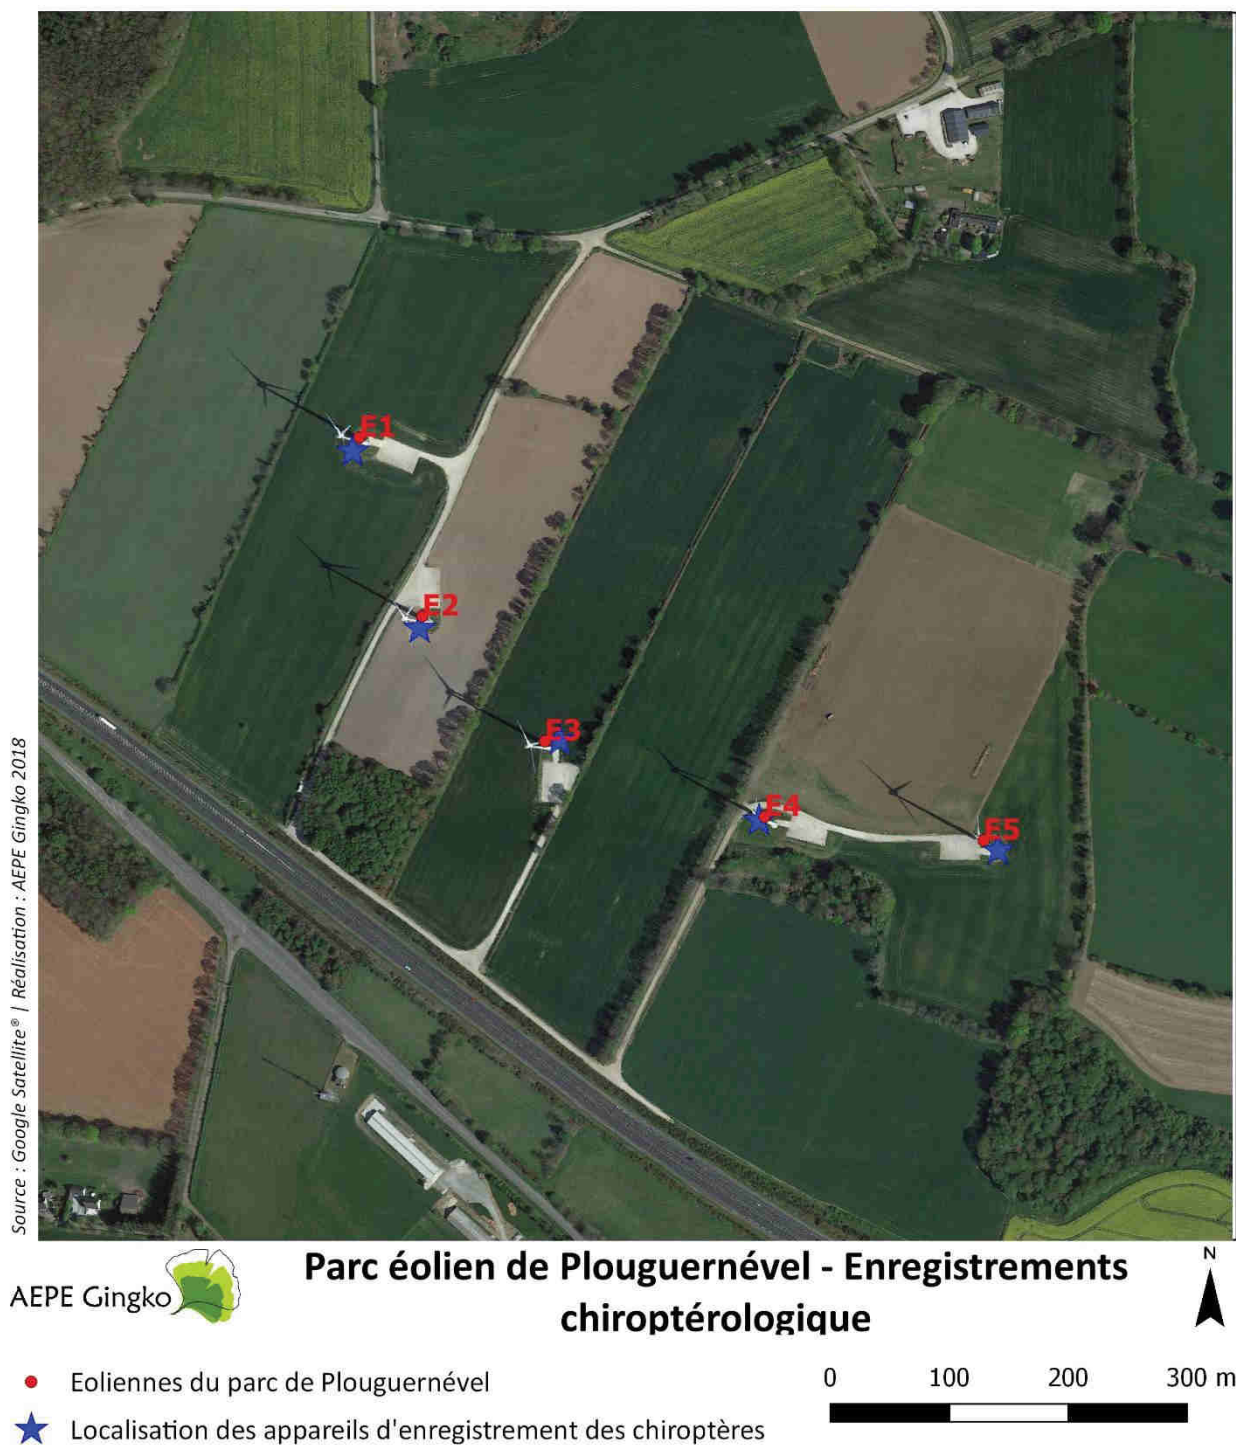 E1
E2
E3
E4
E5
Source : Google Satellite® | Réalisation : AEPE Gingko 2018
AEPE Gingko
Parc éolien de Plouguernével - Enregistrements
chiroptérologique
N
Eoliennes du parc de Plouguernével
Localisation des appareils d'enregistrement des chiroptères
0 100 200 300 m